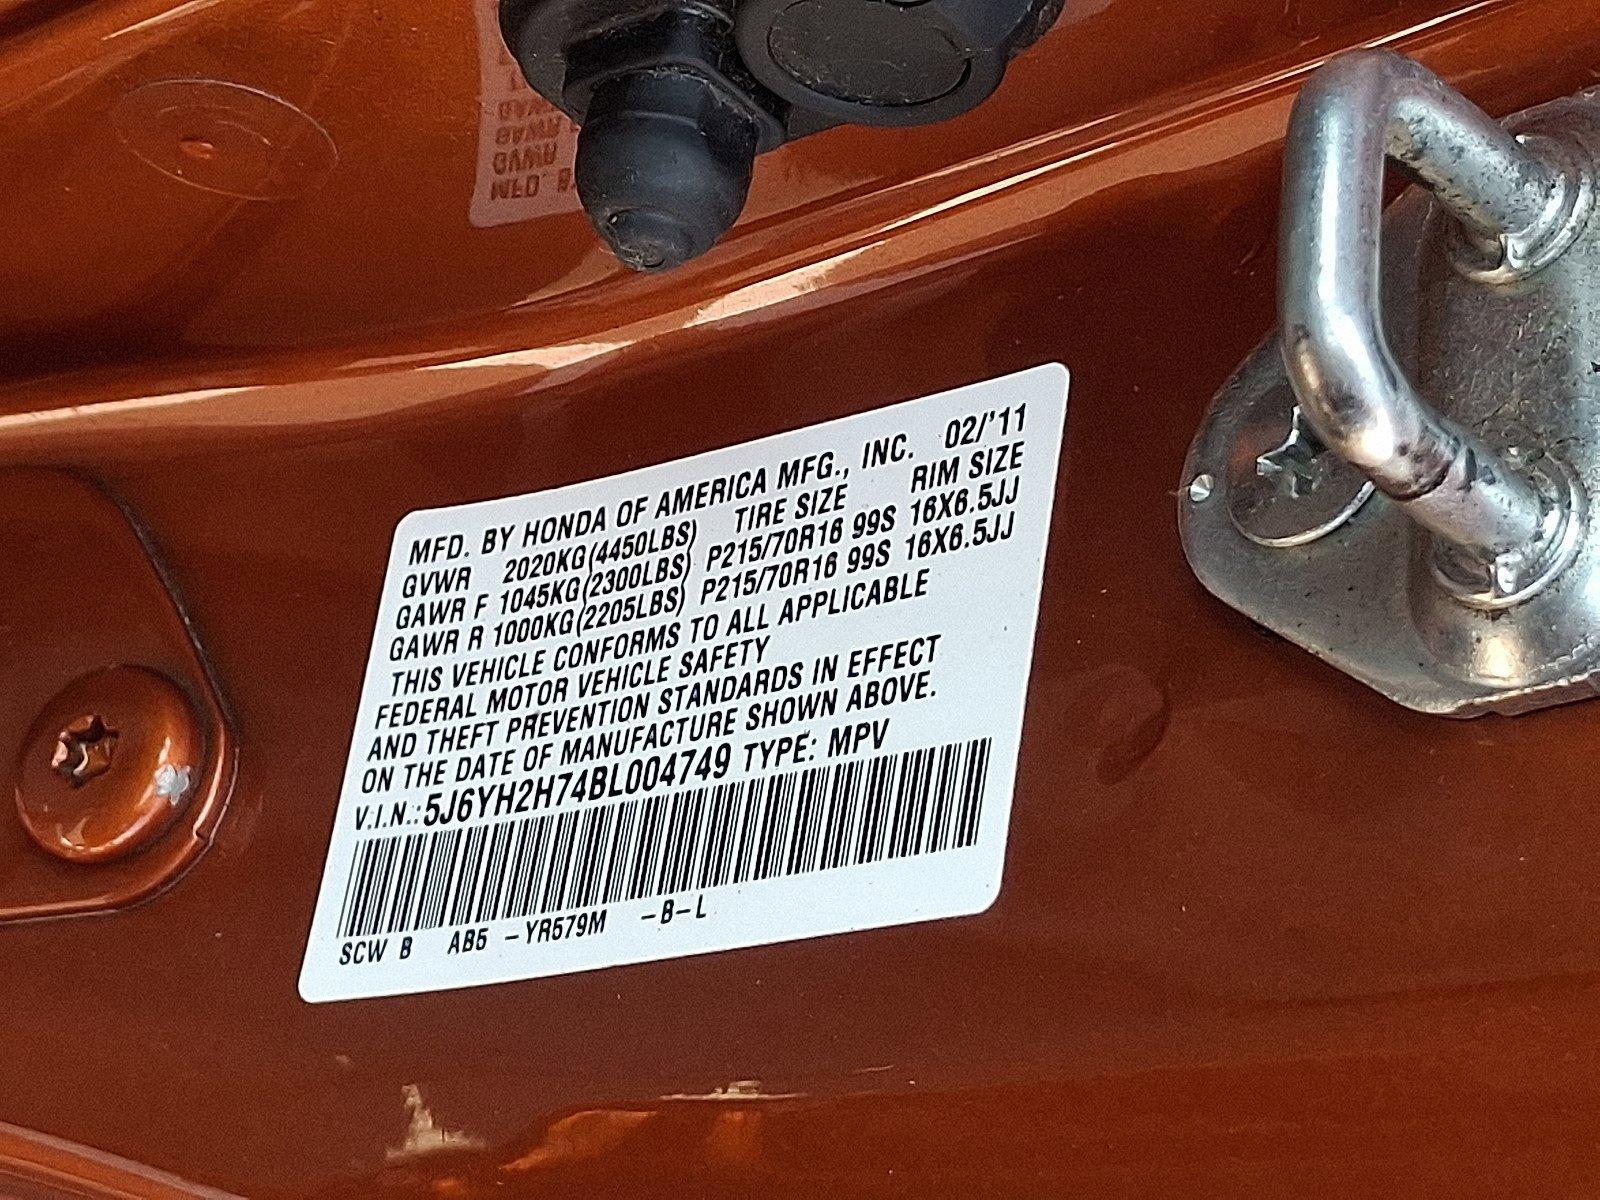 MFD. BY HONDA OF AMERICA MFG., INC. 02/'11
GVWR 2020KG(4450LBS) TIRE SIZE RIM SIZE
GAWR F 1045KG(2300LBS) P215/70R16 99S 16X6.5JJ
GAWR R 1000KG(2205LBS) P215/70R16 99S 16X6.5JJ
THIS VEHICLE CONFORMS TO ALL APPLICABLE
FEDERAL MOTOR VEHICLE SAFETY
AND THEFT PREVENTION STANDARDS IN EFFECT
ON THE DATE OF MANUFACTURE SHOWN ABOVE.
V.I.N.: 5J6YH2H74BL004749 TYPE: MPV
SCW B AB5 -YR579M -B-L